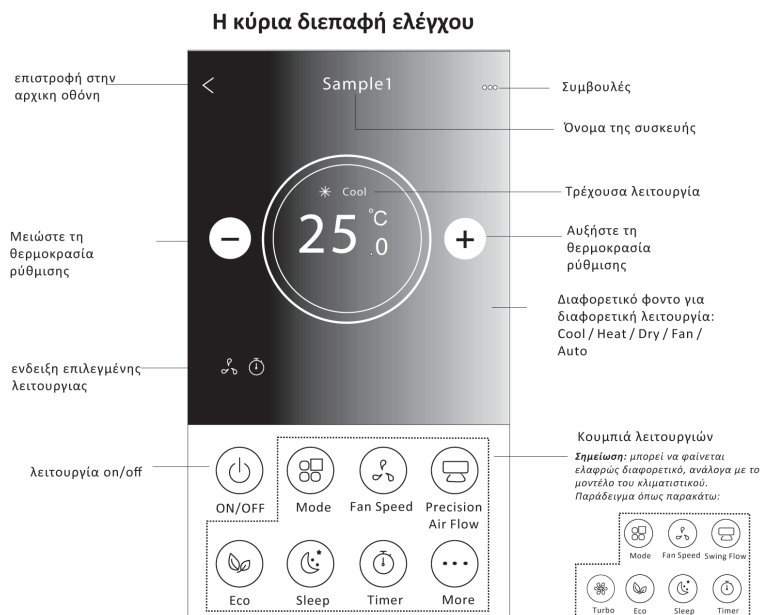 Η κύρια διεπαφή ελέγχου
επιστροφή στην
αρχικη οθόνη
Sample1
Συμβουλές
Όνομα της συσκευής
Cool
Τρέχουσα λειτουργία
25.0°C
Μειώστε τη
θερμοκρασία
ρύθμισης
Αυξήστε τη
θερμοκρασία
ρύθμισης
Διαφορετικό φοντο για
διαφορετική λειτουργία:
Cool / Heat / Dry / Fan /
Auto
ενδειξη επιλεγμένης
λειτουργιας
λειτουργία on/off
ON/OFF
Mode
Fan Speed
Precision
Air Flow
Eco
Sleep
Timer
More
Κουμπιά λειτουργιών
Σημείωση: μπορεί να φαίνεται
ελαφρώς διαφορετικό, ανάλογα με το
μοντέλο του κλιματιστικού.
Παράδειγμα όπως παρακάτω:
Mode
Fan Speed
Swing Flow
Turbo
Eco
Sleep
Timer